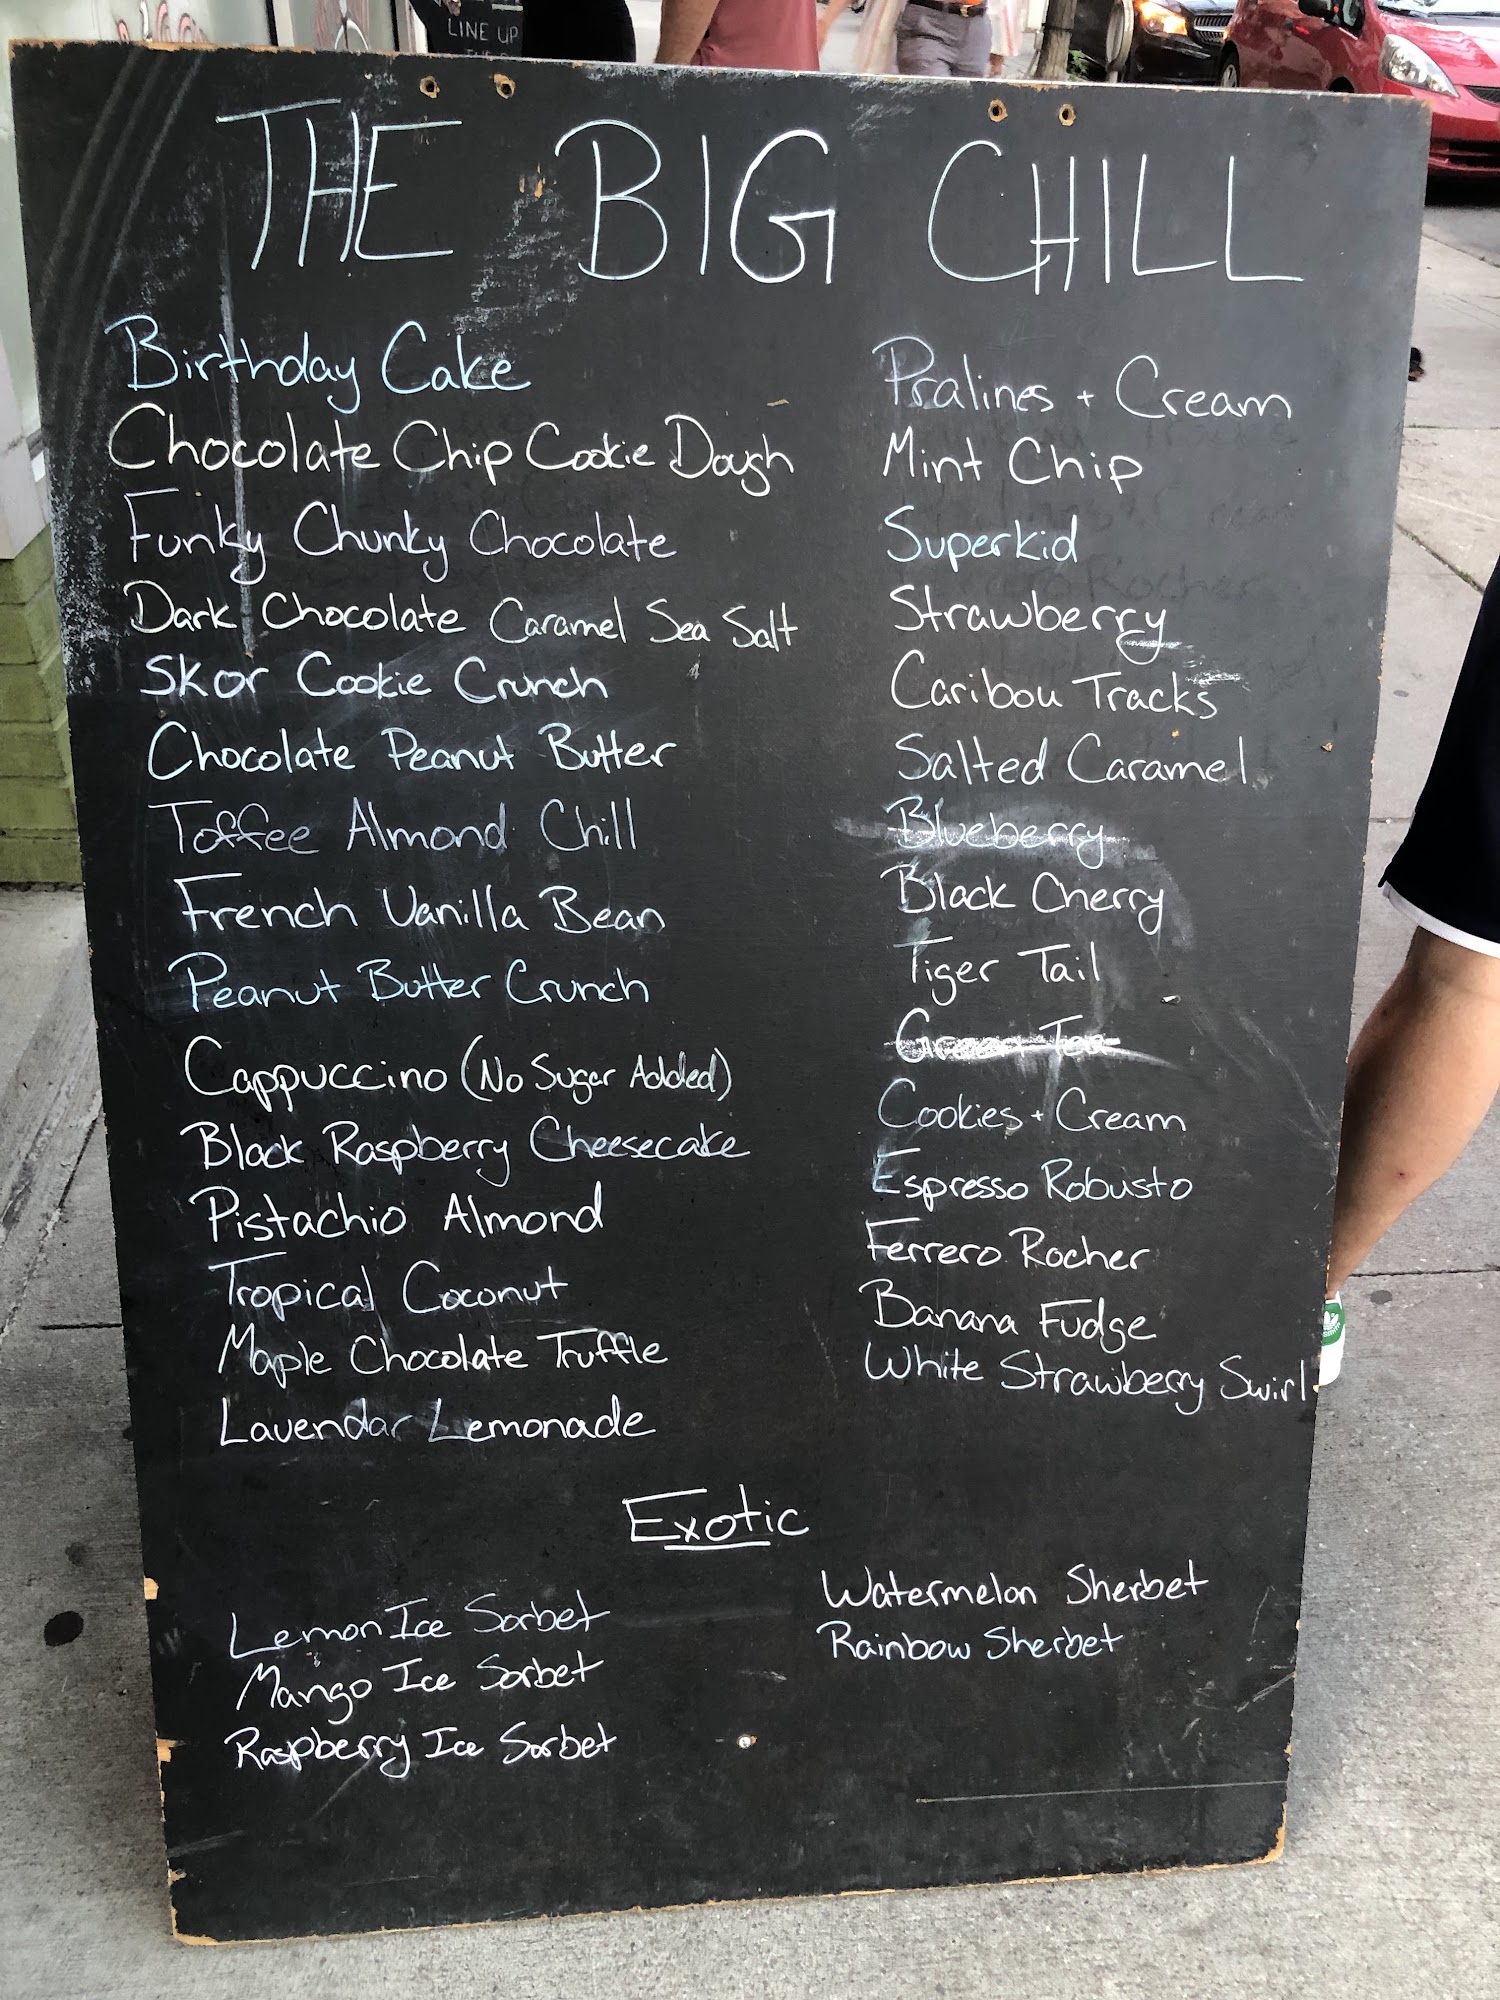 LINE UP
THE BIG CHILL
Birthday Cake
Chocolate Chip Cookie Dough
Funky Chunky Chocolate
Dark Chocolate Caramel Sea Salt
Skor Cookie Crunch
Chocolate Peanut Butter
Toffee Almond Chill
French Vanilla Bean
Peanut Butter Crunch
Cappuccino (No Sugar Added)
Black Raspberry Cheesecake
Pistachio Almond
Tropical Coconut
Maple Chocolate Truffle
Lavendar Lemonade
Pralines + Cream
Mint Chip
Superkid
Strawberry
Caribou Tracks
Salted Caramel
Blueberry
Black Cherry
Tiger Tail
Green Tea
Cookies + Cream
Espresso Robusto
Ferrero Rocher
Banana Fudge
White Strawberry Swirl
Exotic
Lemon Ice Sorbet
Mango Ice Sorbet
Raspberry Ice Sorbet
Watermelon Sherbet
Rainbow Sherbet